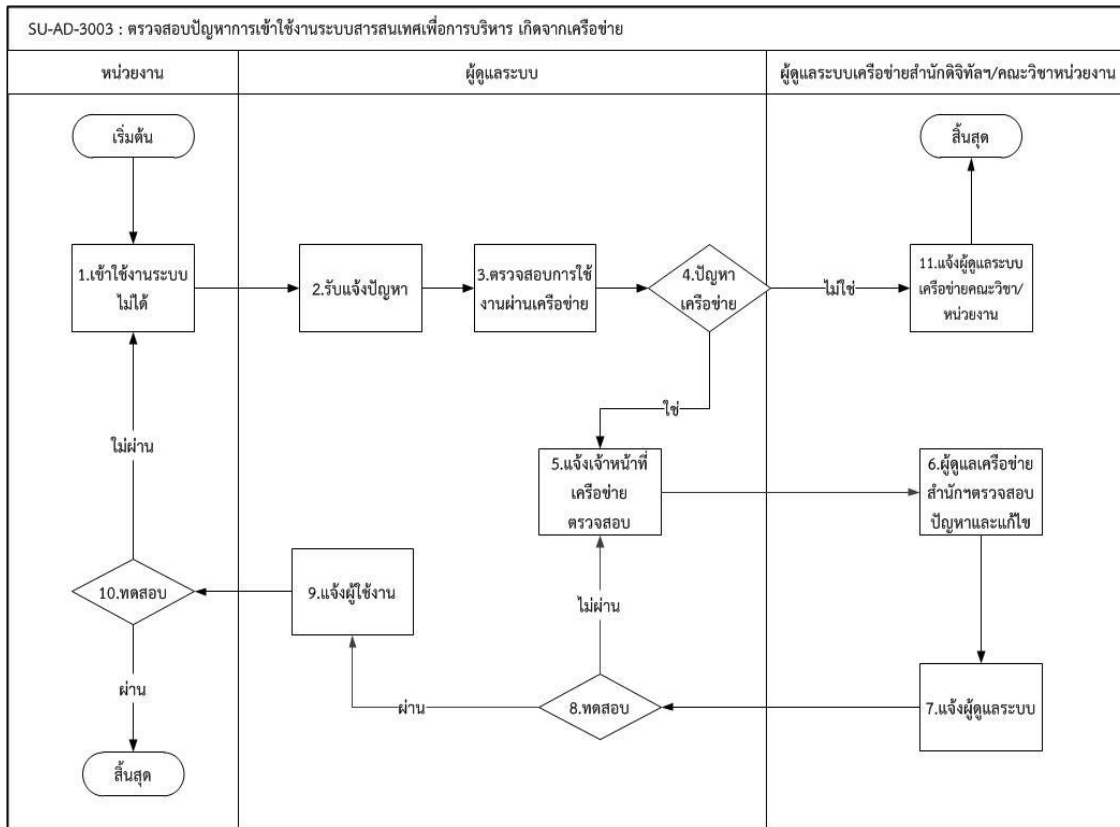 SU-AD-3003 : ตรวจสอบปัญหาการเข้าใช้งานระบบสารสนเทศเพื่อการบริหาร เกิดจากเครือข่าย
หน่วยงาน
ผู้ดูแลระบบ
ผู้ดูแลระบบเครือข่ายสำนักดิจิทัลฯ/คณะวิชาหน่วยงาน
เริ่มต้น
สิ้นสุด
1.เข้าใช้งานระบบ
ไม่ได้
2.รับแจ้งปัญหา
3.ตรวจสอบการใช้
งานผ่านเครือข่าย
4.ปัญหา
เครือข่าย
ไม่ใช่
11.แจ้งผู้ดูแลระบบ
เครือข่ายคณะวิชา/
หน่วยงาน
ใช่
ไม่ผ่าน
5.แจ้งเจ้าหน้าที่
เครือข่าย
ตรวจสอบ
6.ผู้ดูแลเครือข่าย
สำนักฯตรวจสอบ
ปัญหาและแก้ไข
10.ทดสอบ
9.แจ้งผู้ใช้งาน
ไม่ผ่าน
ผ่าน
ผ่าน
8.ทดสอบ
7.แจ้งผู้ดูแลระบบ
สิ้นสุด